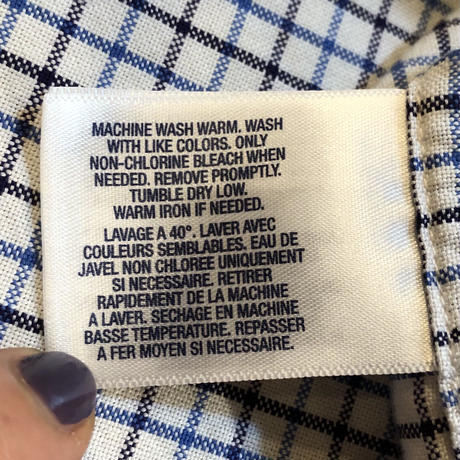 MACHINE WASH WARM. WASH
WITH LIKE COLORS. ONLY
NON-CHLORINE BLEACH WHEN
NEEDED. REMOVE PROMPTLY.
TUMBLE DRY LOW.
WARM IRON IF NEEDED.
LAVAGE A 40°. LAVER AVEC
COULEURS SEMBLABLES. EAU DE
JAVEL NON CHLOREE UNIQUEMENT
SI NECESSAIRE. RETIRER
RAPIDEMENT DE LA MACHINE
A LAVER. SECHAGE EN MACHINE
BASSE TEMPERATURE. REPASSER
A FER MOYEN SI NECESSAIRE.